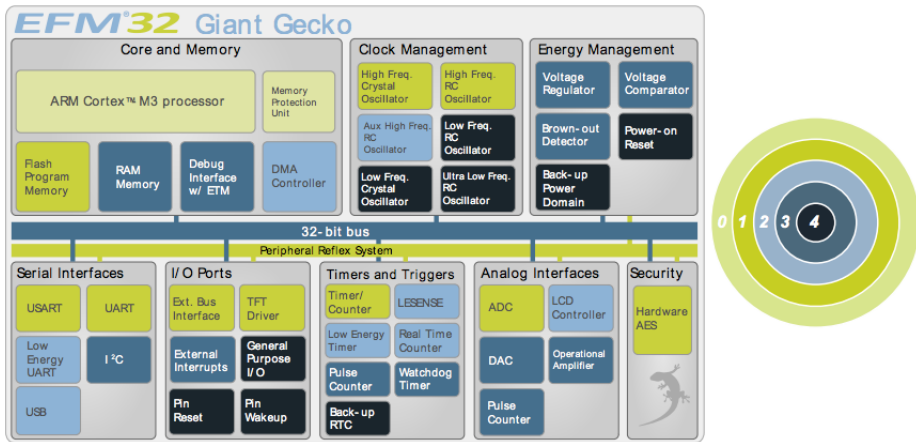 EFM®32 Giant Gecko
Core and Memory
ARM Cortex™ M3 processor
Memory
Protection
Unit
Flash
Program
Memory
RAM
Memory
Debug
Interface
w/ ETM
DMA
Controller
Clock Management
High Freq.
Crystal
Oscillator
High Freq.
RC
Oscillator
Aux High Freq.
RC
Oscillator
Low Freq.
RC
Oscillator
Low Freq.
Crystal
Oscillator
Ultra Low Freq.
RC
Oscillator
Energy Management
Voltage
Regulator
Voltage
Comparator
Brown-out
Detector
Power-on
Reset
Back-up
Power
Domain
32-bit bus
Peripheral Reflex System
Serial Interfaces
USART
UART
Low
Energy
UART
I²C
USB
I/O Ports
Ext. Bus
Interface
TFT
Driver
External
Interrupts
General
Purpose
I/O
Pin
Reset
Pin
Wakeup
Timers and Triggers
Timer/
Counter
LESENSE
Low Energy
Timer
Real Time
Counter
Pulse
Counter
Watchdog
Timer
Back-up
RTC
Analog Interfaces
ADC
LCD
Controller
DAC
Operational
Amplifier
Pulse
Counter
Security
Hardware
AES
0 1 2 3 4